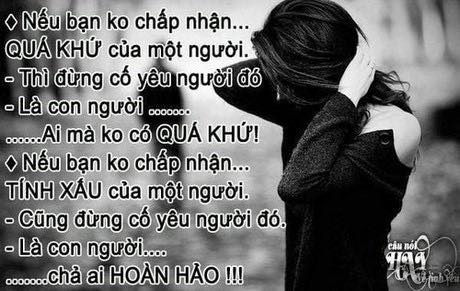 ♦ Nếu bạn ko chấp nhận...
QUÁ KHỨ của một người.
- Thì đừng cố yêu người đó
- Là con người .......
......Ai mà ko có QUÁ KHỨ!
♦ Nếu bạn ko chấp nhận...
TÍNH XẤU của một người.
- Cũng đừng cố yêu người đó.
- Là con người....
.......chả ai HOÀN HẢO !!!
câu nói
HAY